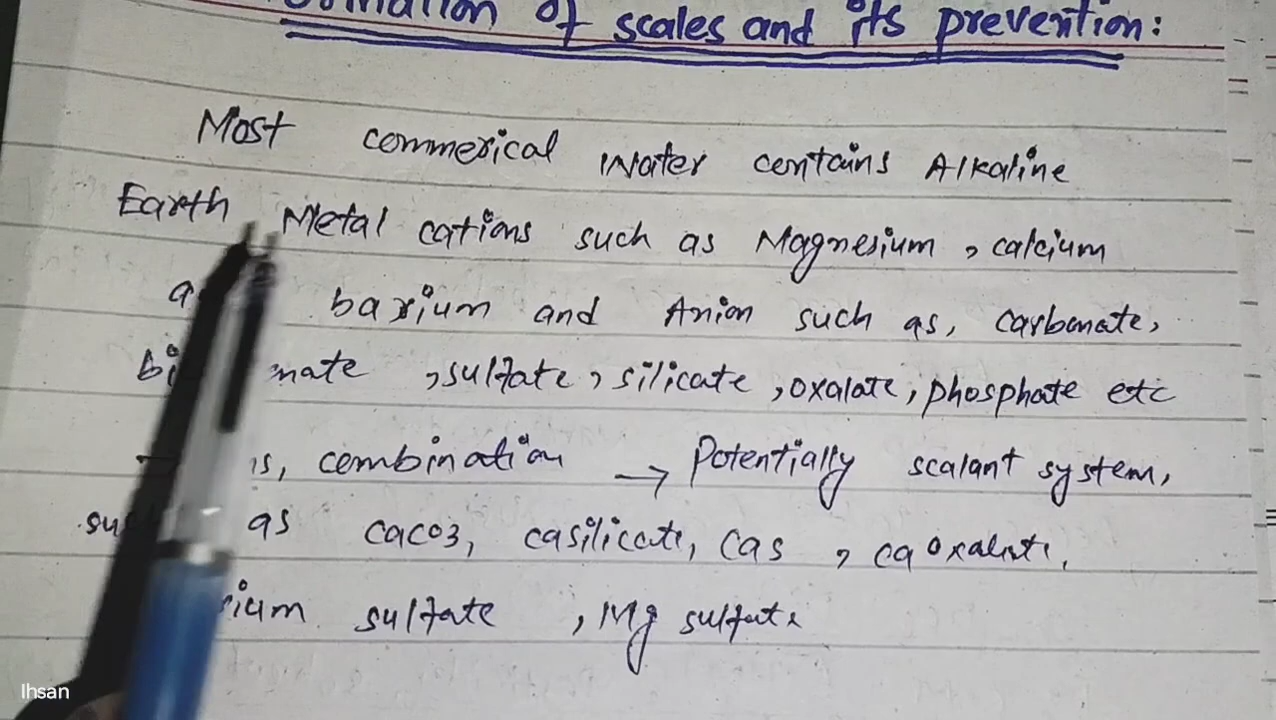 of scales and its prevention:
Most commerical water contains Alkaline
Earth Metal cations such as Magnesium, calcium
barium and Anion such as, carbonate,
sulfate, silicate, oxalate, phosphate etc
combination → Potentially scalant system,
as caco3, casilicate, cas, ca oxalate,
sulfate, Mg sulfate
Ihsan